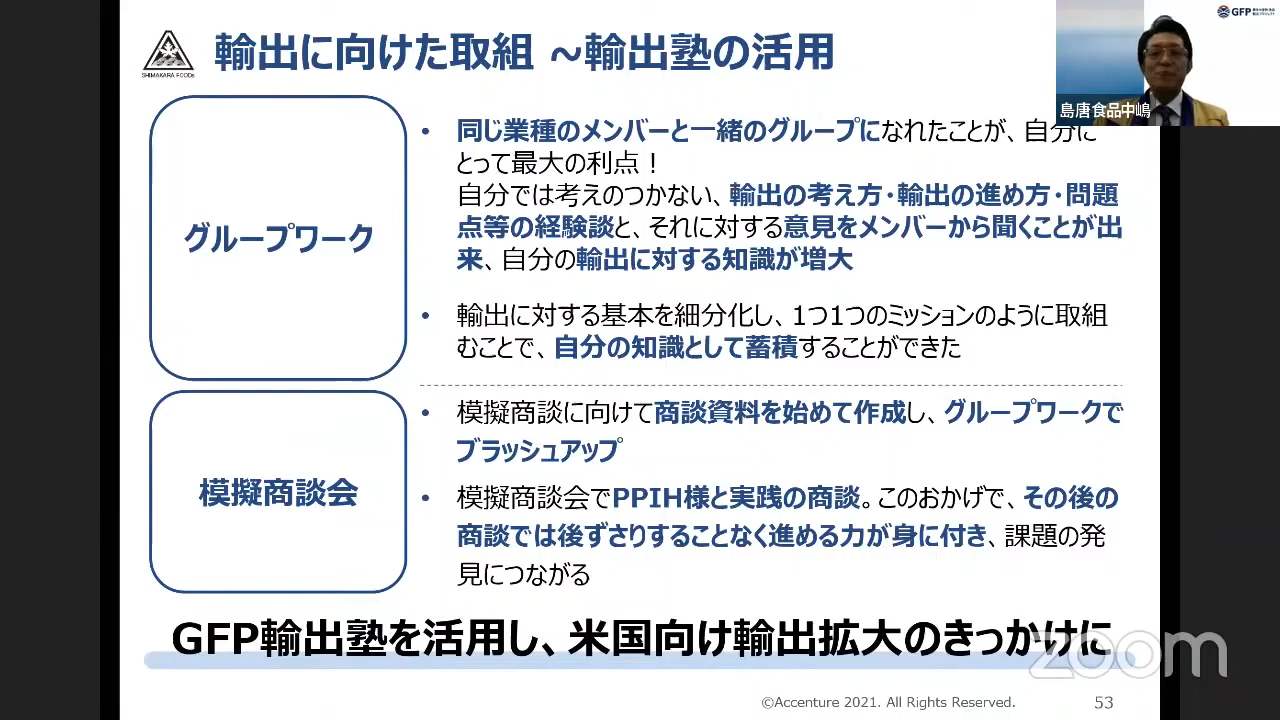 GFP
SHIMAKARA FOODs
輸出に向けた取組 ~輸出塾の活用
島唐食品中嶋
グループワーク
• 同じ業種のメンバーと一緒のグループになれたことが、自分に
とって最大の利点！
自分では考えのつかない、輸出の考え方・輸出の進め方・問題
点等の経験談と、それに対する意見をメンバーから聞くことが出
来、自分の輸出に対する知識が増大
• 輸出に対する基本を細分化し、1つ1つのミッションのように取組
むことで、自分の知識として蓄積することができた
模擬商談会
• 模擬商談に向けて商談資料を始めて作成し、グループワークで
ブラッシュアップ
• 模擬商談会でPPIH様と実践の商談。このおかげで、その後の
商談では後ずさりすることなく進める力が身に付き、課題の発
見につながる
GFP輸出塾を活用し、米国向け輸出拡大のきっかけに
zoom
©Accenture 2021. All Rights Reserved.
53